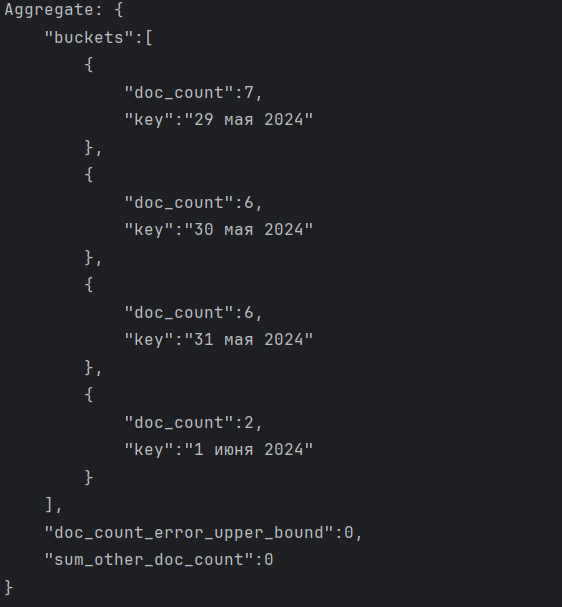 Aggregate: {
    "buckets":[
        {
            "doc_count":7,
            "key":"29 мая 2024"
        },
        {
            "doc_count":6,
            "key":"30 мая 2024"
        },
        {
            "doc_count":6,
            "key":"31 мая 2024"
        },
        {
            "doc_count":2,
            "key":"1 июня 2024"
        }
    ],
    "doc_count_error_upper_bound":0,
    "sum_other_doc_count":0
}